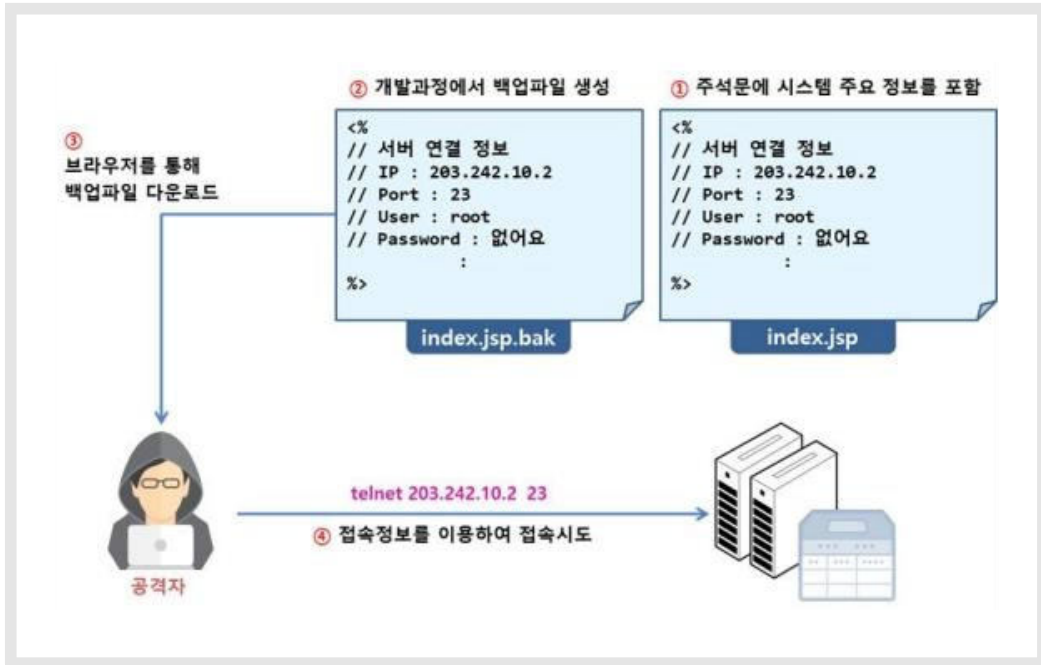 ② 개발과정에서 백업파일 생성
① 주석문에 시스템 주요 정보를 포함
③
브라우저를 통해
백업파일 다운로드
<%
// 서버 연결 정보
// IP : 203.242.10.2
// Port : 23
// User : root
// Password : 없어요
:
%>
index.jsp.bak
<%
// 서버 연결 정보
// IP : 203.242.10.2
// Port : 23
// User : root
// Password : 없어요
:
%>
index.jsp
telnet 203.242.10.2 23
④ 접속정보를 이용하여 접속시도
공격자